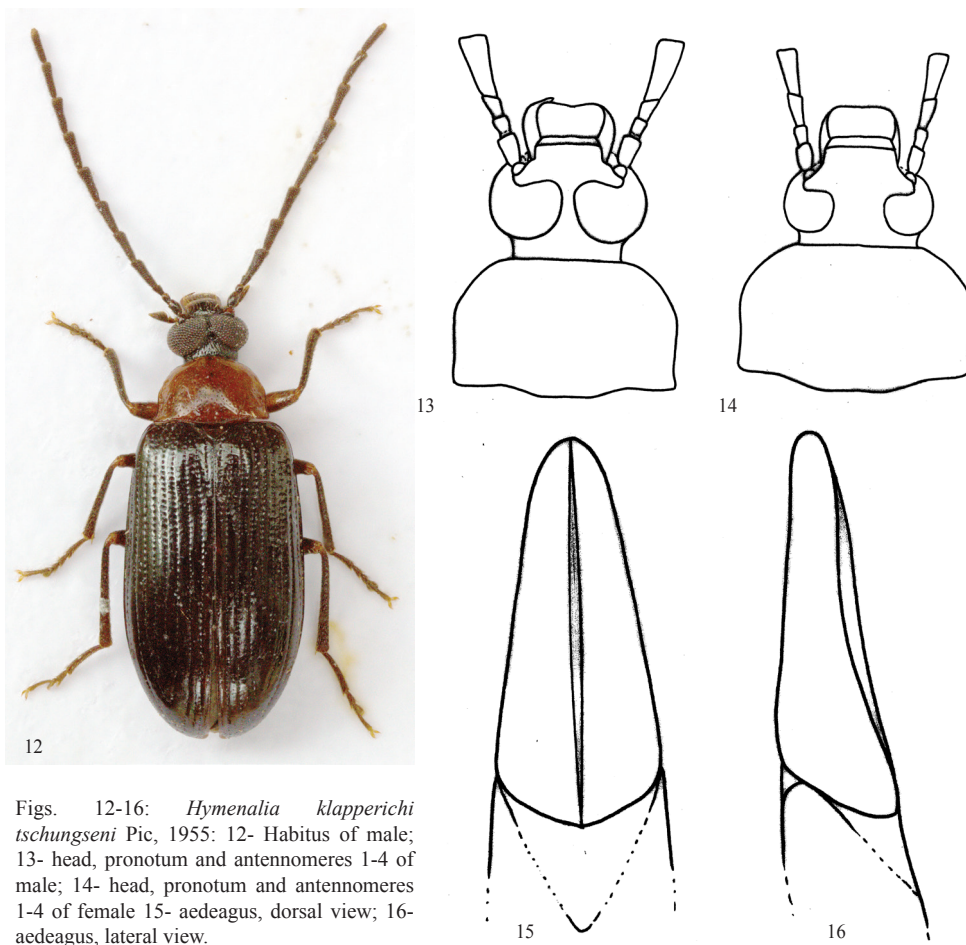 13
14
12
Figs. 12-16: Hymenalia klapperichi
tschungseni Pic, 1955: 12- Habitus of male;
13- head, pronotum and antennomeres 1-4 of
male; 14- head, pronotum and antennomeres
1-4 of female 15- aedeagus, dorsal view; 16-
aedeagus, lateral view.
15
16